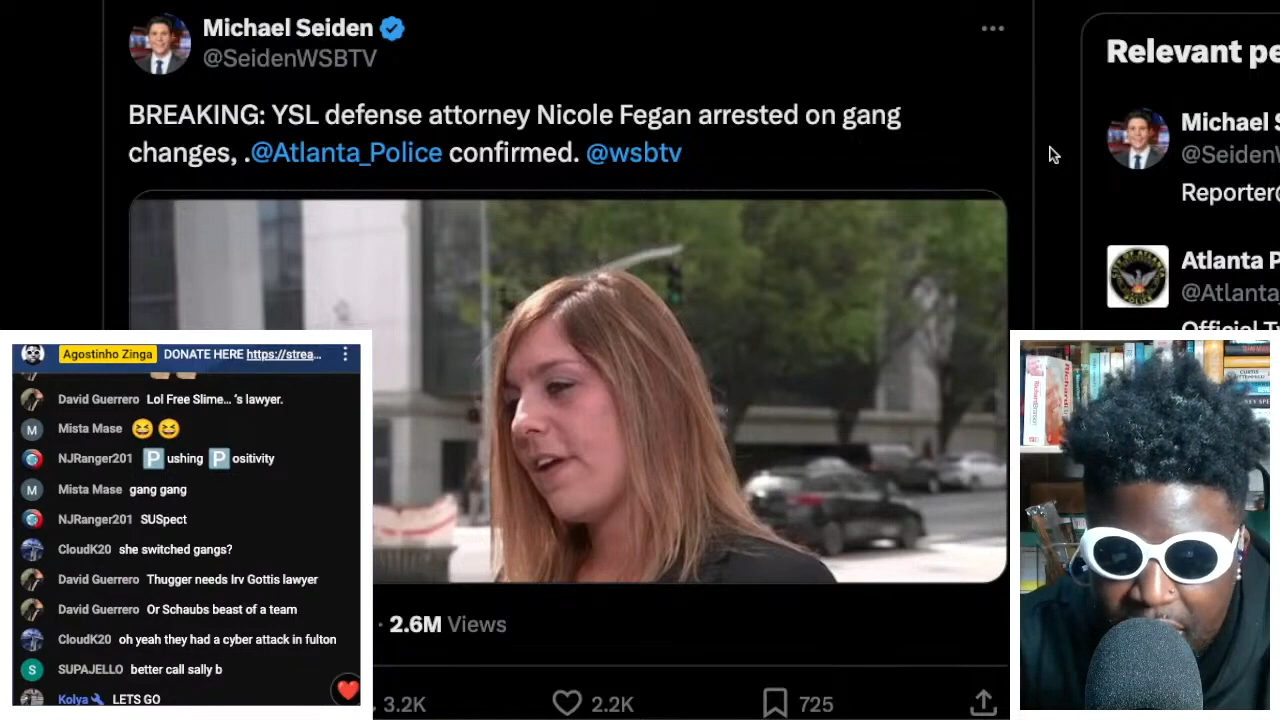 Michael Seiden
@SeidenWSBTV
BREAKING: YSL defense attorney Nicole Fegan arrested on gang
changes, .@Atlanta_Police confirmed. @wsbtv
· 2.6M Views
3.2K
2.2K
725
Relevant pe
Michael S
@SeidenW
Reporter@
Atlanta P
@Atlanta
Official T
Agostinho Zinga DONATE HERE https://strea...
David Guerrero Lol Free Slime... 's lawyer.
Mista Mase 😆😆
NJRanger201 🅿️ushing 🅿️ositivity
Mista Mase gang gang
NJRanger201 SUSpect
CloudK20 she switched gangs?
David Guerrero Thugger needs Irv Gottis lawyer
David Guerrero Or Schaubs beast of a team
CloudK20 oh yeah they had a cyber attack in fulton
SUPAJELLO better call sally b
Kolya LETS GO